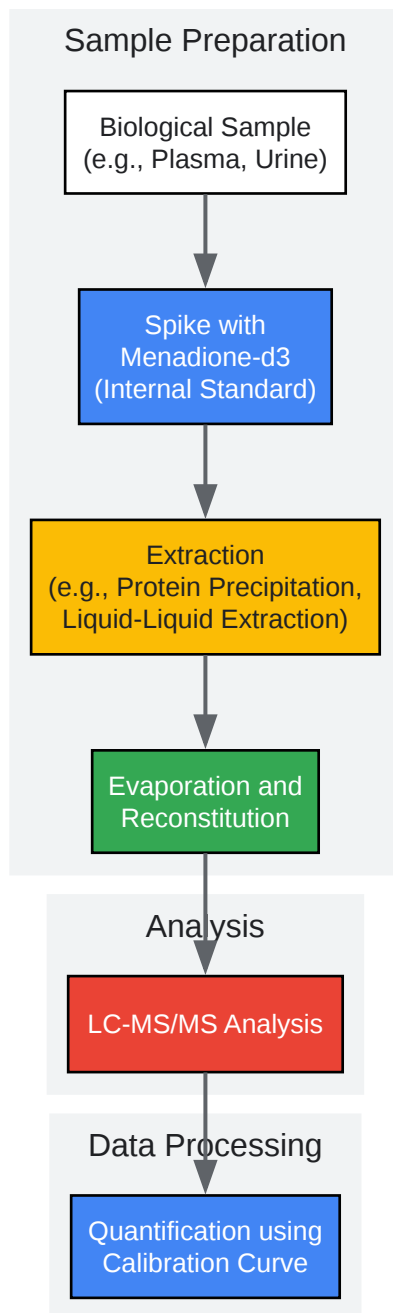 Sample Preparation
Biological Sample
(e.g., Plasma, Urine)
Spike with
Menadione-d3
(Internal Standard)
Extraction
(e.g., Protein Precipitation,
Liquid-Liquid Extraction)
Evaporation and
Reconstitution
Analysis
LC-MS/MS Analysis
Data Processing
Quantification using
Calibration Curve